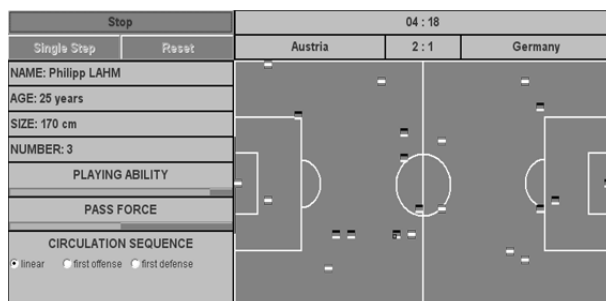 Stop
04 : 18
Single Step Reset
Austria 2 : 1 Germany
NAME: Philipp LAHM
AGE: 25 years
SIZE: 170 cm
NUMBER: 3
PLAYING ABILITY
PASS FORCE
CIRCULATION SEQUENCE
linear first offense first defense